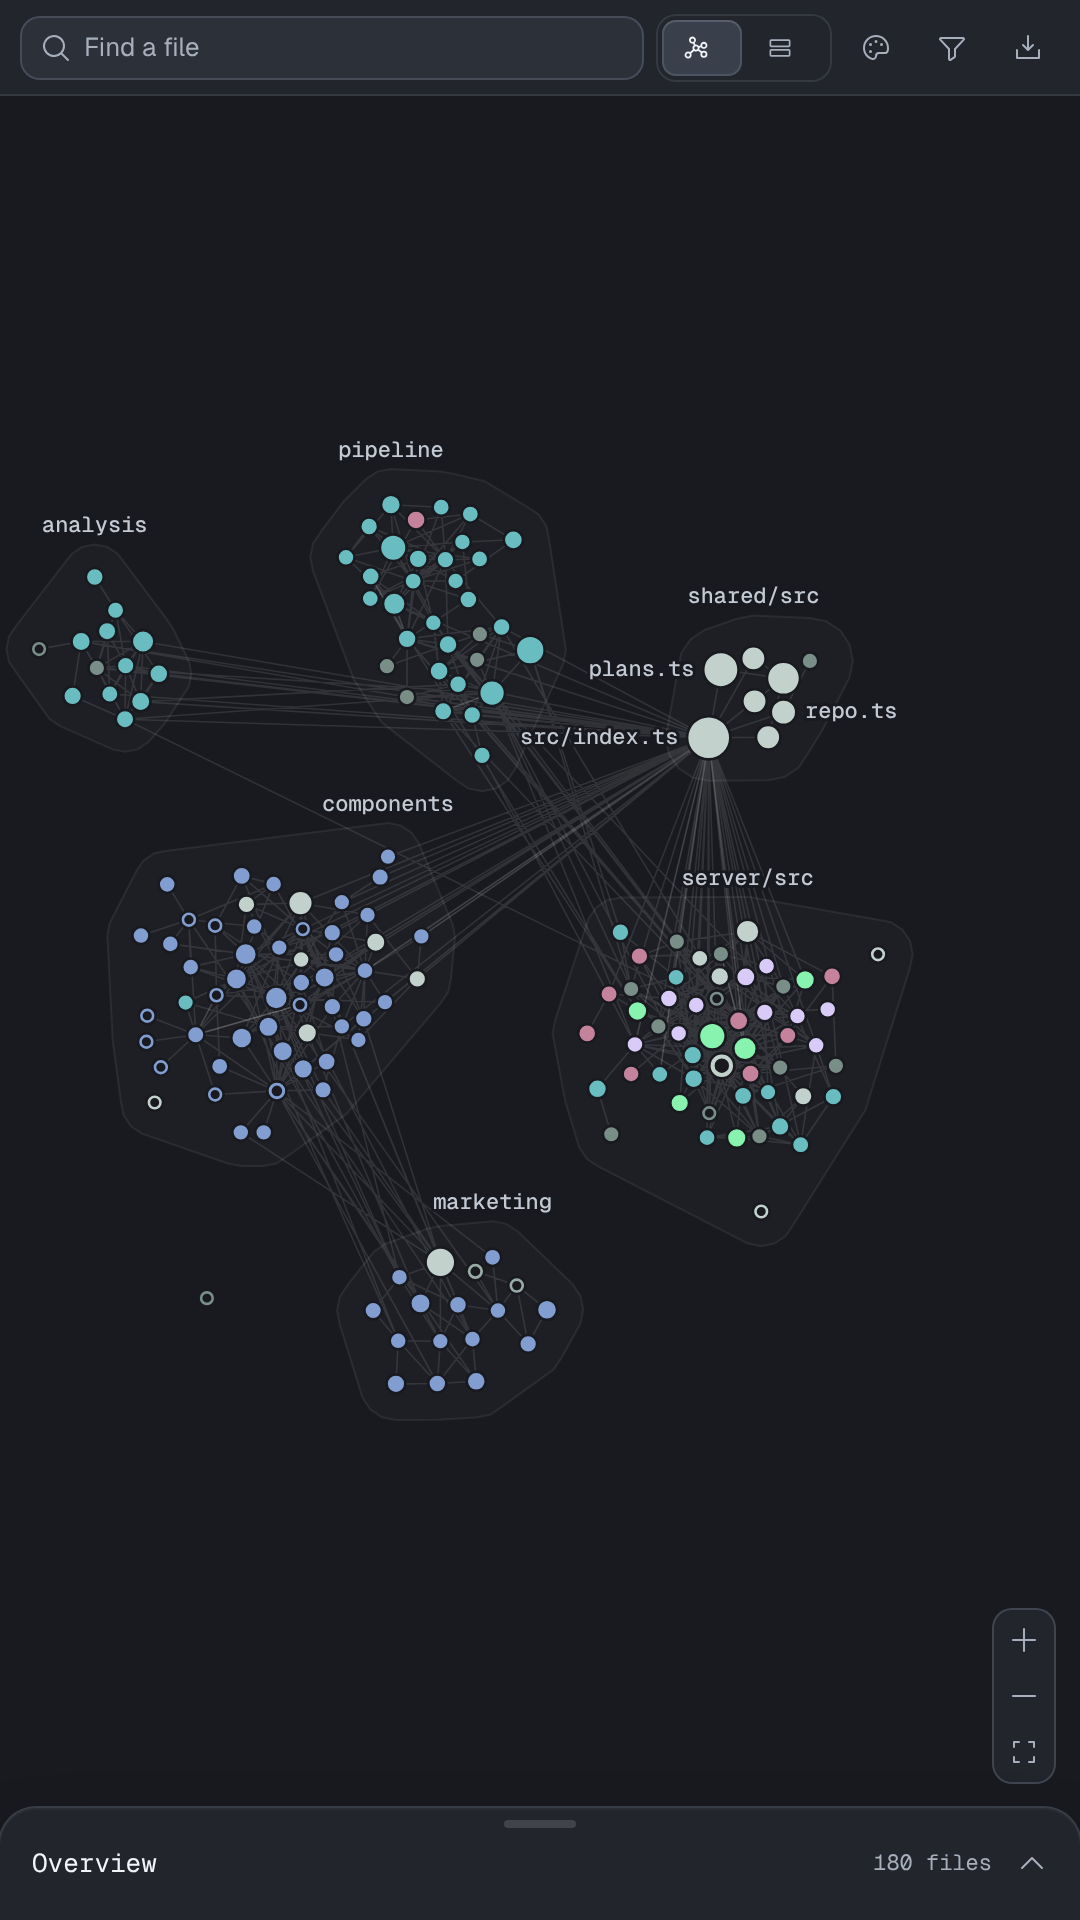 Find a file
pipeline
analysis
shared/src
plans.ts
repo.ts
src/index.ts
components
server/src
marketing
Overview
180 files